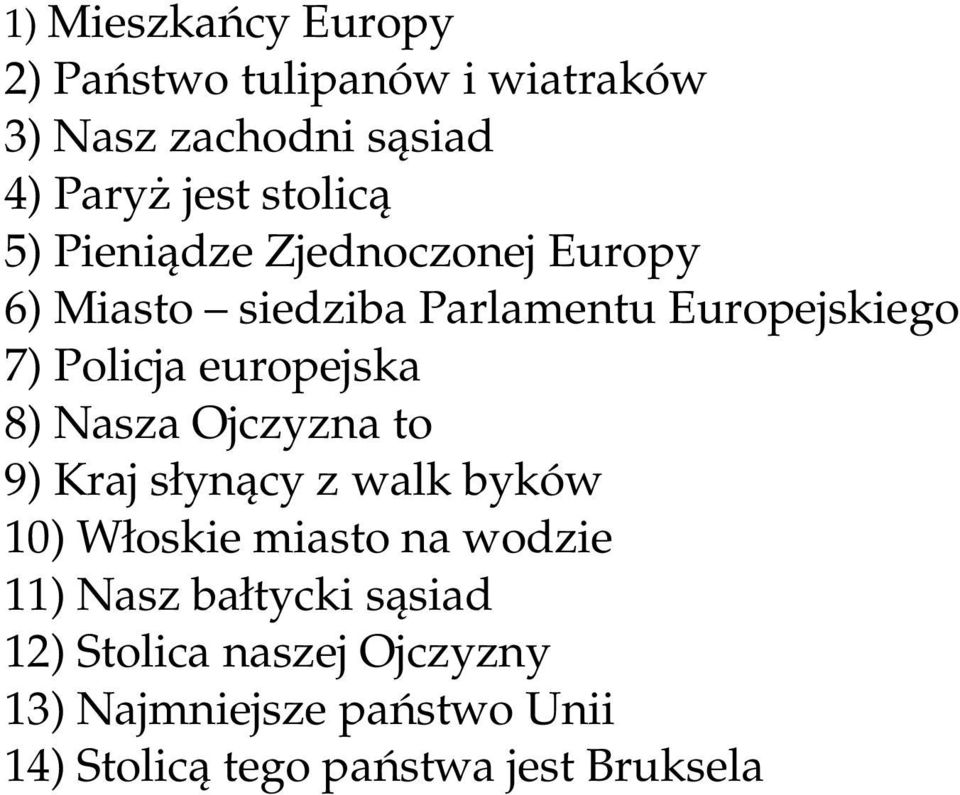 1) Mieszkańcy Europy
2) Państwo tulipanów i wiatraków
3) Nasz zachodni sąsiad
4) Paryż jest stolicą
5) Pieniądze Zjednoczonej Europy
6) Miasto – siedziba Parlamentu Europejskiego
7) Policja europejska
8) Nasza Ojczyzna to
9) Kraj słynący z walk byków
10) Włoskie miasto na wodzie
11) Nasz bałtycki sąsiad
12) Stolica naszej Ojczyzny
13) Najmniejsze państwo Unii
14) Stolicą tego państwa jest Bruksela